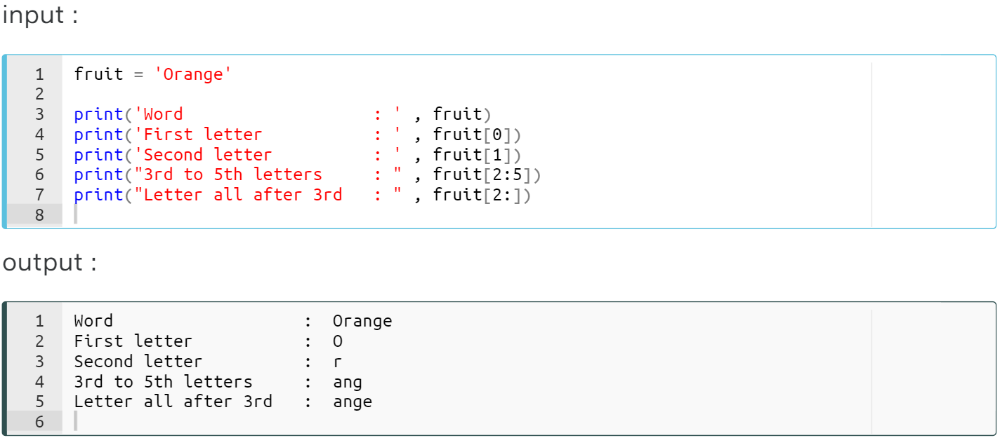 input :
1 fruit = 'Orange'
2
3 print('Word                   : ' , fruit)
4 print('First letter           : ' , fruit[0])
5 print('Second letter          : ' , fruit[1])
6 print("3rd to 5th letters     : " , fruit[2:5])
7 print("Letter all after 3rd   : " , fruit[2:])
8
output :
1 Word                   :  Orange
2 First letter           :  O
3 Second letter          :  r
4 3rd to 5th letters     :  ang
5 Letter all after 3rd   :  ange
6